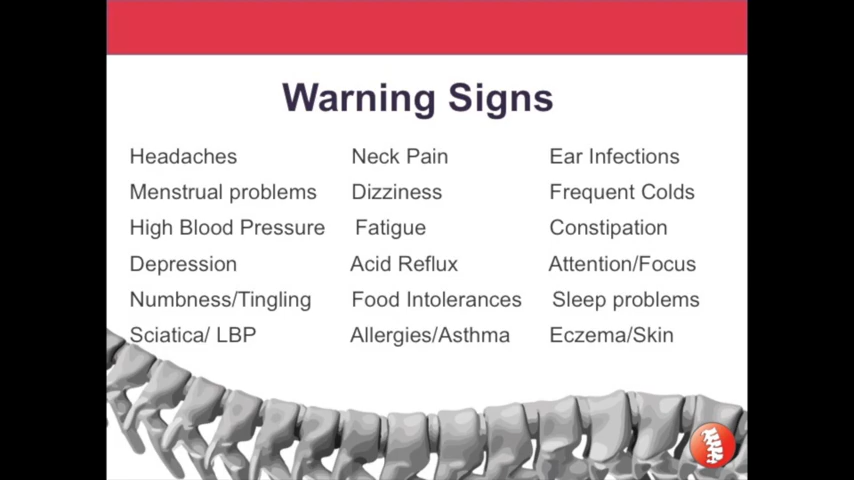 Warning Signs
Headaches Neck Pain Ear Infections
Menstrual problems Dizziness Frequent Colds
High Blood Pressure Fatigue Constipation
Depression Acid Reflux Attention/Focus
Numbness/Tingling Food Intolerances Sleep problems
Sciatica/ LBP Allergies/Asthma Eczema/Skin